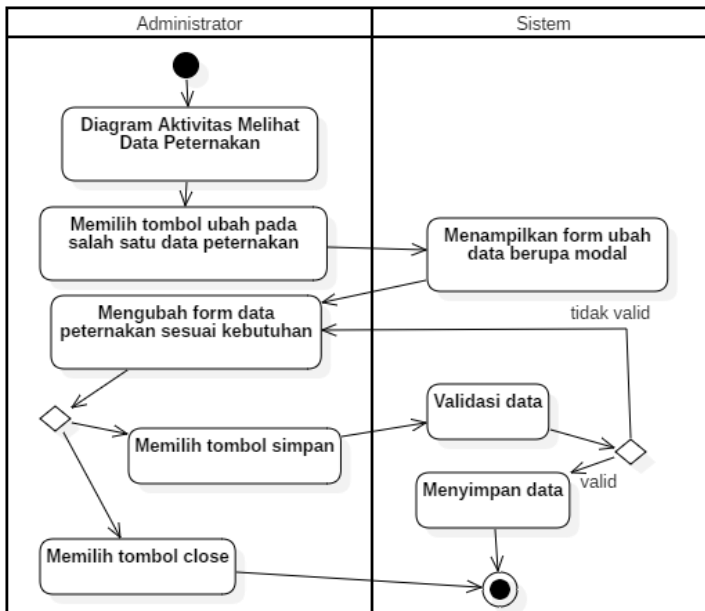 Administrator
Sistem
Diagram Aktivitas Melihat
Data Peternakan
Memilih tombol ubah pada
salah satu data peternakan
Menampilkan form ubah
data berupa modal
Mengubah form data
peternakan sesuai kebutuhan
tidak valid
Validasi data
Memilih tombol simpan
valid
Menyimpan data
Memilih tombol close